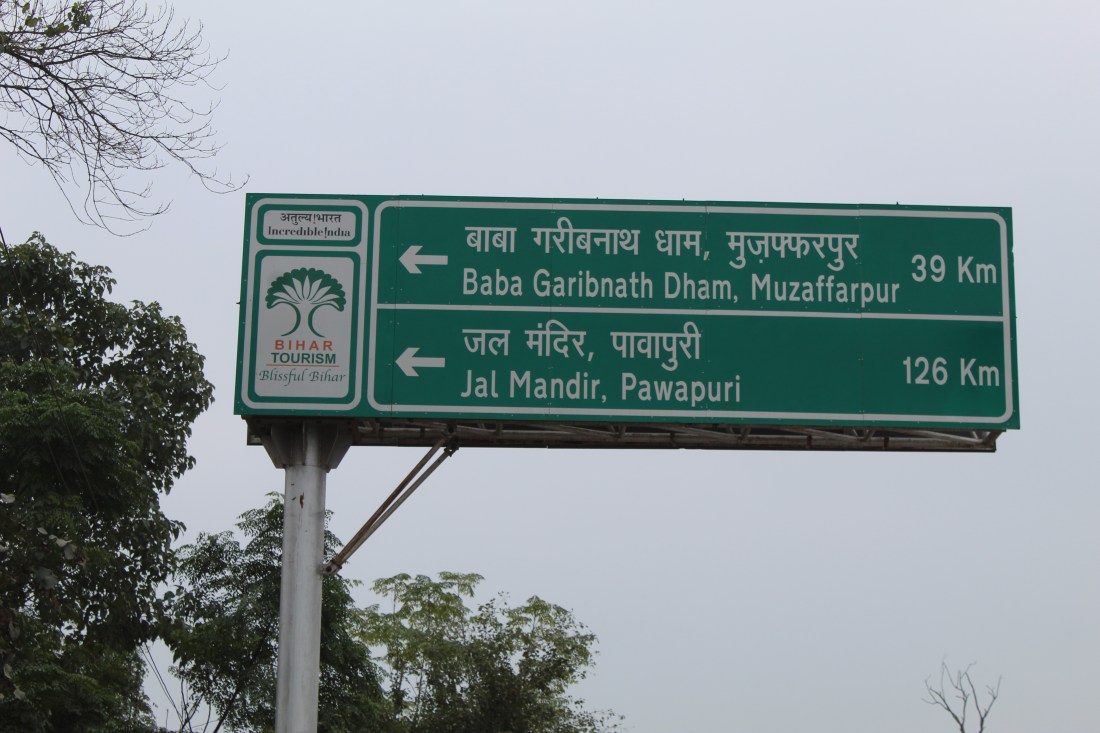 अतुल्य!भारत
Incredible!ndia
BIHAR
TOURISM
Blissful Bihar
बाबा गरीबनाथ धाम, मुज़फ्फरपुर
Baba Garibnath Dham, Muzaffarpur
39 Km
जल मंदिर, पावापुरी
Jal Mandir, Pawapuri
126 Km